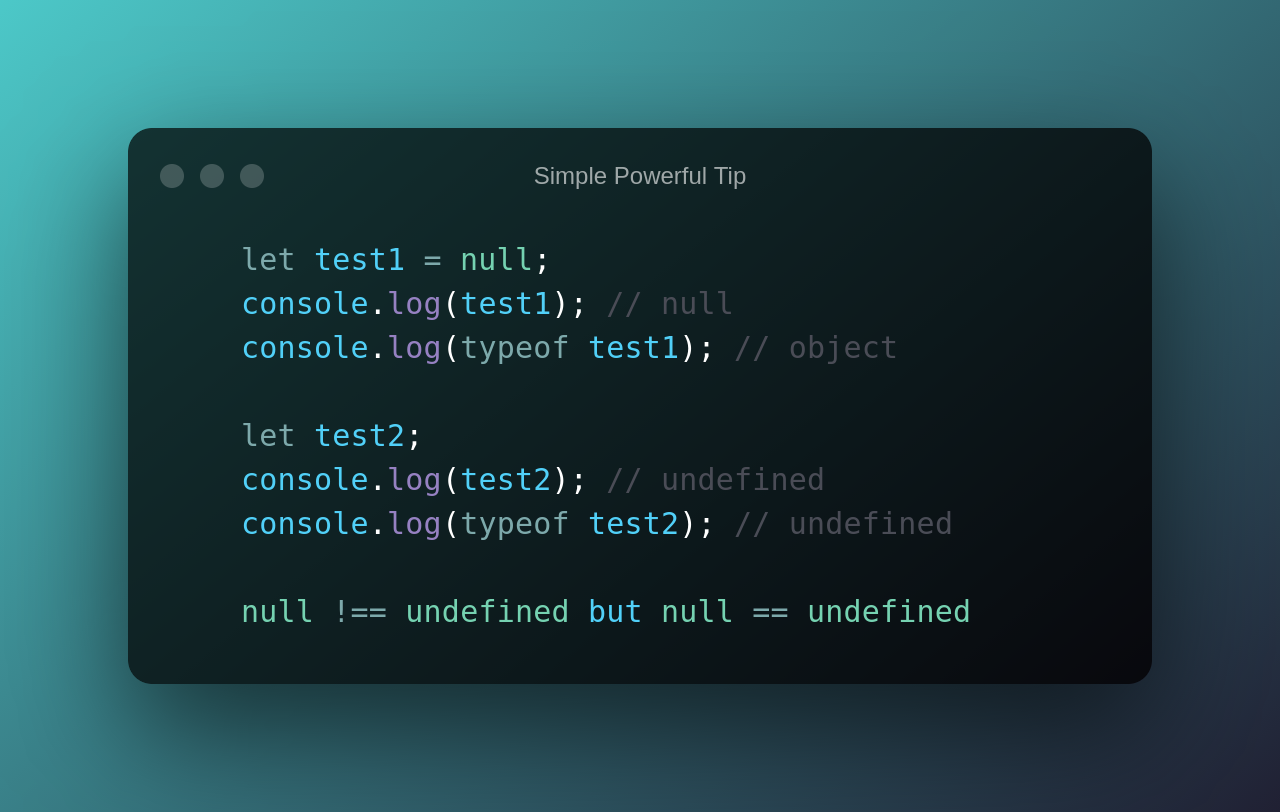 Simple Powerful Tip
let test1 = null;
console.log(test1); // null
console.log(typeof test1); // object
let test2;
console.log(test2); // undefined
console.log(typeof test2); // undefined
null !== undefined but null == undefined